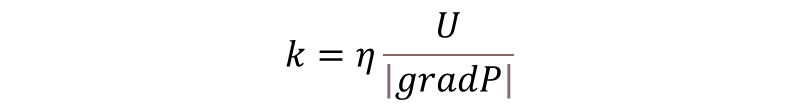 k = η U / |gradP|